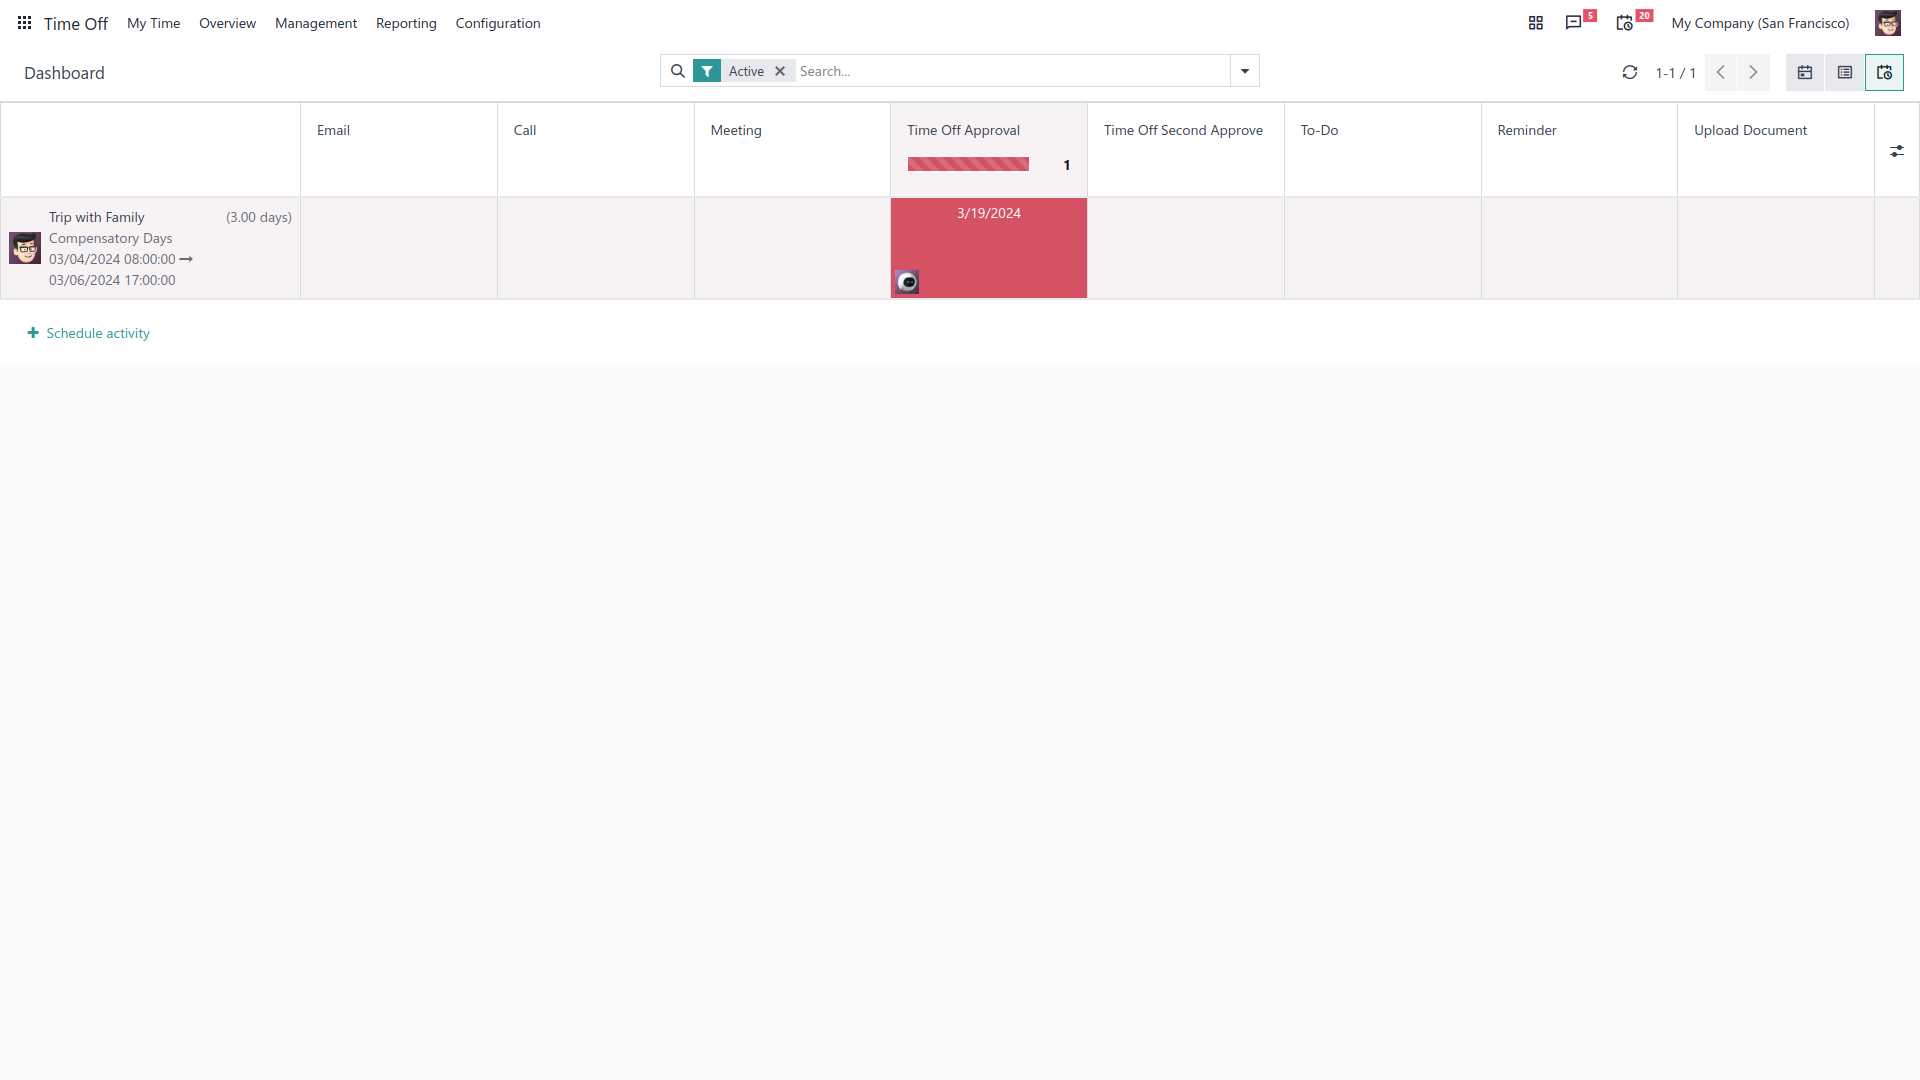 Time Off My Time Overview Management Reporting Configuration 5 20 My Company (San Francisco)
Dashboard Active Search... 1-1 / 1
Email Call Meeting Time Off Approval Time Off Second Approve To-Do Reminder Upload Document
1
Trip with Family (3.00 days) 3/19/2024
Compensatory Days
03/04/2024 08:00:00
03/06/2024 17:00:00
Schedule activity